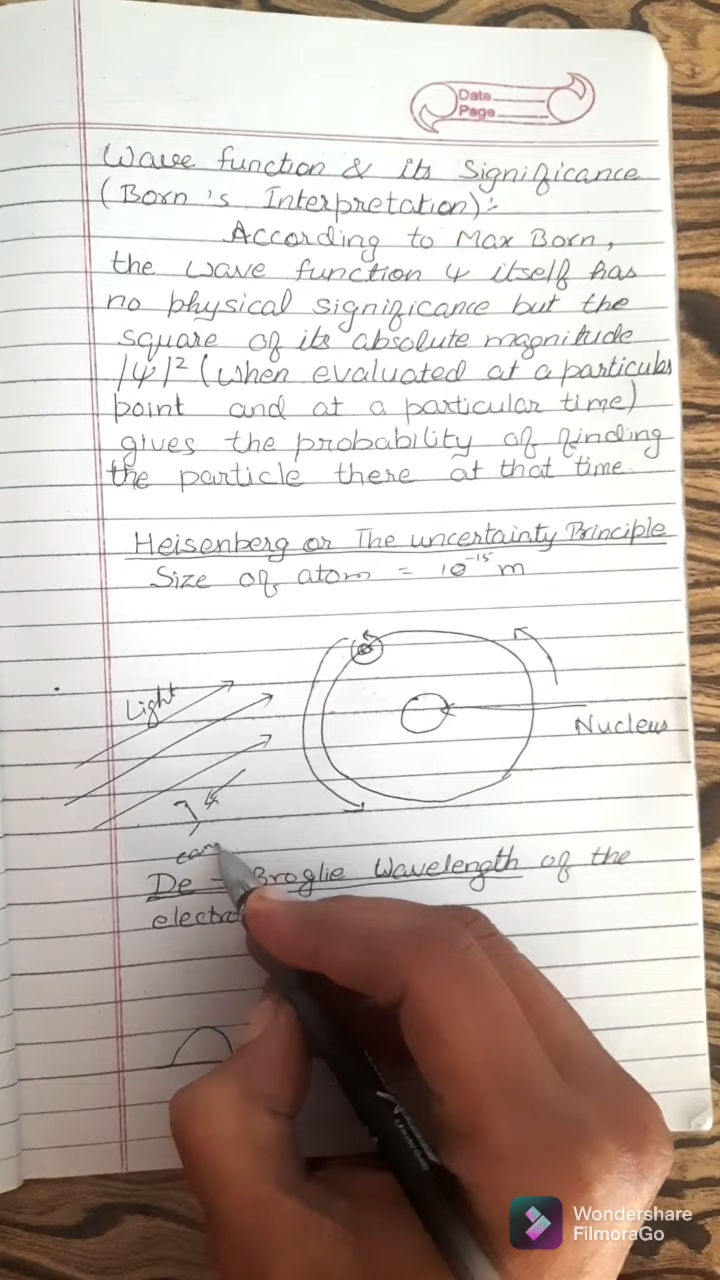 Date
Page
Wave function & its Significance
(Born's Interpretation):-
According to Max Born,
the wave function ψ itself has
no physical significance but the
square of its absolute magnitude
|ψ|² (when evaluated at a particular
point and at a particular time)
gives the probability of finding
the particle there at that time.
Heisenberg or The uncertainty Principle
Size of atom = 10⁻¹⁵ m
Light
Nucleus
De - Broglie Wavelength of the
Wondershare
FilmoraGo